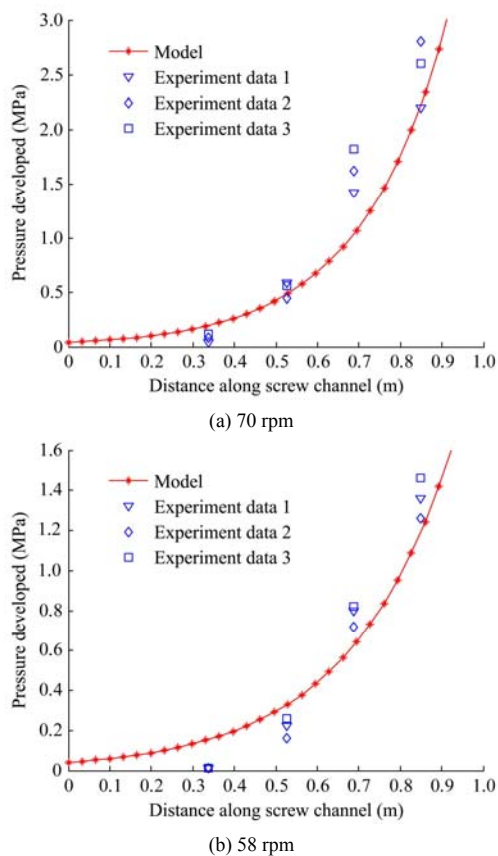 3.0
2.5
2.0
1.5
1.0
0.5
0
Pressure developed (MPa)
Model
Experiment data 1
Experiment data 2
Experiment data 3
0 0.1 0.2 0.3 0.4 0.5 0.6 0.7 0.8 0.9 1.0
Distance along screw channel (m)
(a) 70 rpm
1.6
1.4
1.2
1.0
0.8
0.6
0.4
0.2
0
Pressure developed (MPa)
Model
Experiment data 1
Experiment data 2
Experiment data 3
0 0.1 0.2 0.3 0.4 0.5 0.6 0.7 0.8 0.9 1.0
Distance along screw channel (m)
(b) 58 rpm